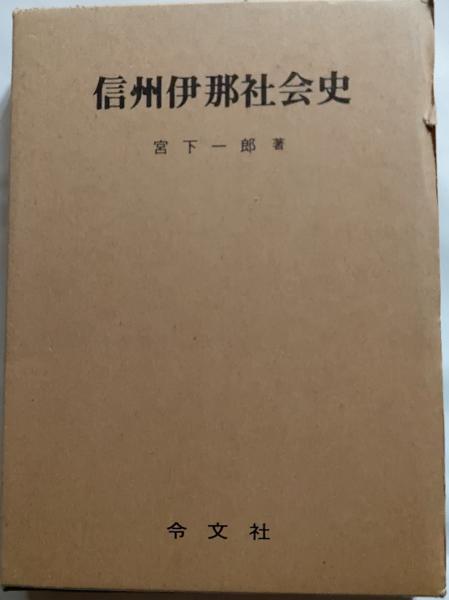 信州伊那社会史
宮下一郎 著
令文社